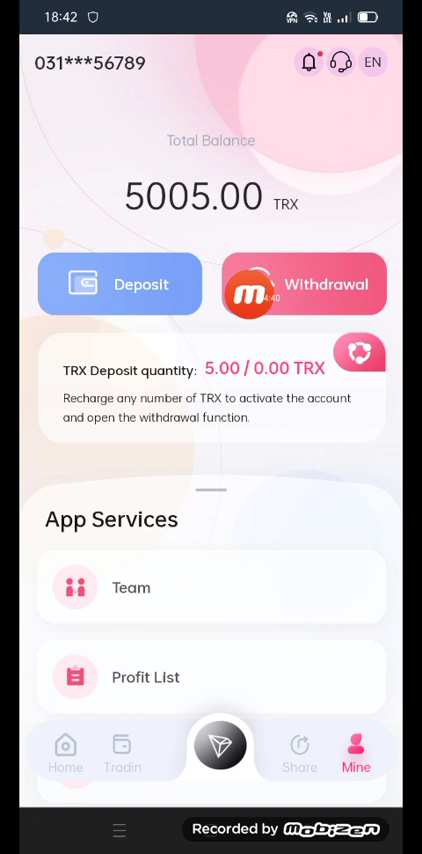 18:42
031***56789
EN
Total Balance
5005.00 TRX
Deposit
Withdrawal
4:40
TRX Deposit quantity: 5.00 / 0.00 TRX
Recharge any number of TRX to activate the account
and open the withdrawal function.
App Services
Team
Profit List
Home
Tradin
Share
Mine
Recorded by mobizen